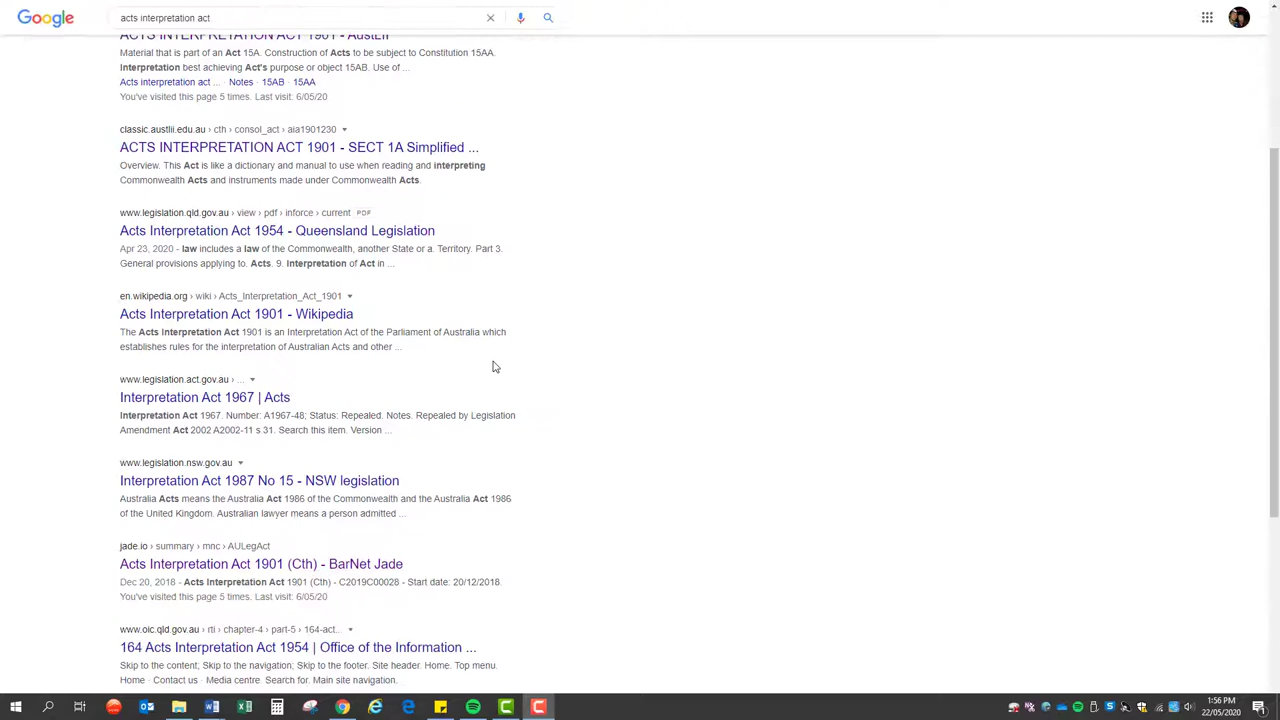 Google
acts interpretation act
ACTS INTERPRETATION ACT 1901 - AustLII
Material that is part of an Act 15A. Construction of Acts to be subject to Constitution 15AA.
Interpretation best achieving Act's purpose or object 15AB. Use of ...
Acts interpretation act ... · Notes · 15AB · 15AA
You've visited this page 5 times. Last visit: 6/05/20
classic.austlii.edu.au › cth › consol_act › aia1901230
ACTS INTERPRETATION ACT 1901 - SECT 1A Simplified ...
Overview. This Act is like a dictionary and manual to use when reading and interpreting
Commonwealth Acts and instruments made under Commonwealth Acts.
www.legislation.qld.gov.au › view › pdf › inforce › current PDF
Acts Interpretation Act 1954 - Queensland Legislation
Apr 23, 2020 - law includes a law of the Commonwealth, another State or a. Territory. Part 3.
General provisions applying to. Acts. 9. Interpretation of Act in ...
en.wikipedia.org › wiki › Acts_Interpretation_Act_1901
Acts Interpretation Act 1901 - Wikipedia
The Acts Interpretation Act 1901 is an Interpretation Act of the Parliament of Australia which
establishes rules for the interpretation of Australian Acts and other ...
www.legislation.act.gov.au › ...
Interpretation Act 1967 | Acts
Interpretation Act 1967. Number: A1967-48; Status: Repealed. Notes. Repealed by Legislation
Amendment Act 2002 A2002-11 s 31. Search this item. Version ...
www.legislation.nsw.gov.au
Interpretation Act 1987 No 15 - NSW legislation
Australia Acts means the Australia Act 1986 of the Commonwealth and the Australia Act 1986
of the United Kingdom. Australian lawyer means a person admitted ...
jade.io › summary › mnc › AULegAct
Acts Interpretation Act 1901 (Cth) - BarNet Jade
Dec 20, 2018 - Acts Interpretation Act 1901 (Cth) - C2019C00028 - Start date: 20/12/2018.
You've visited this page 5 times. Last visit: 6/05/20
www.oic.qld.gov.au › rti › chapter-4 › part-5 › 164-act...
164 Acts Interpretation Act 1954 | Office of the Information ...
Skip to the content; Skip to the navigation; Skip to the footer. Site header. Home. Top menu.
Home · Contact us · Media centre. Search for. Main site navigation.
1:56 PM
22/05/2020